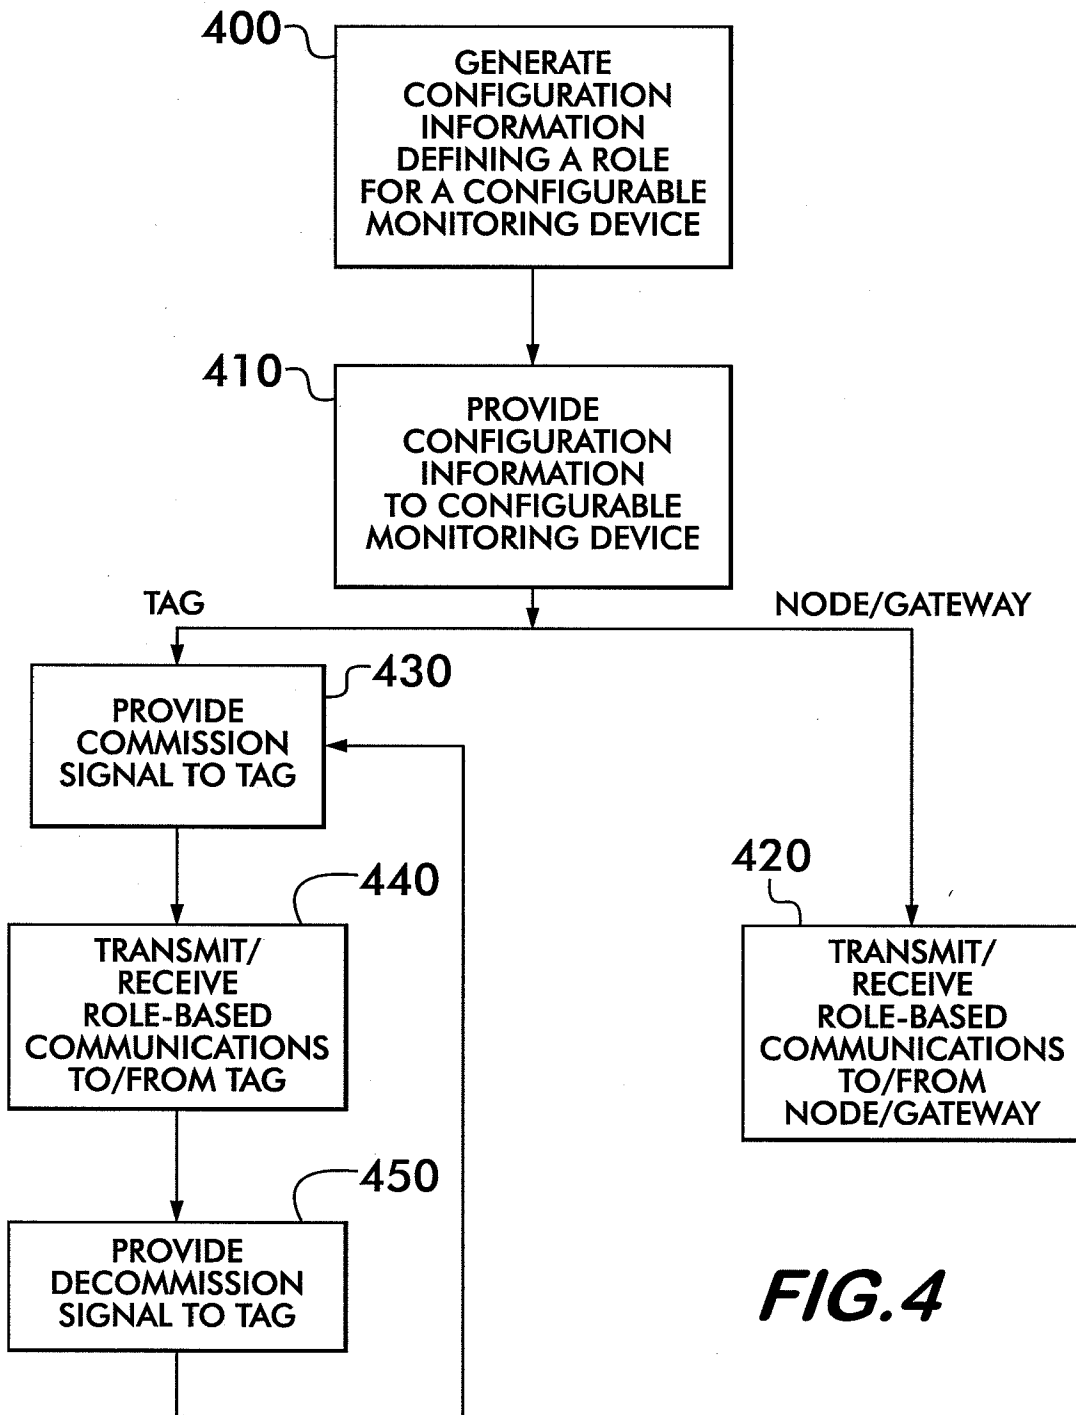 400
GENERATE
CONFIGURATION
INFORMATION
DEFINING A ROLE
FOR A CONFIGURABLE
MONITORING DEVICE
410
PROVIDE
CONFIGURATION
INFORMATION
TO CONFIGURABLE
MONITORING DEVICE
TAG
NODE/GATEWAY
430
PROVIDE
COMMISSION
SIGNAL TO TAG
440
TRANSMIT/
RECEIVE
ROLE-BASED
COMMUNICATIONS
TO/FROM TAG
420
TRANSMIT/
RECEIVE
ROLE-BASED
COMMUNICATIONS
TO/FROM
NODE/GATEWAY
450
PROVIDE
DECOMMISSION
SIGNAL TO TAG
FIG.4